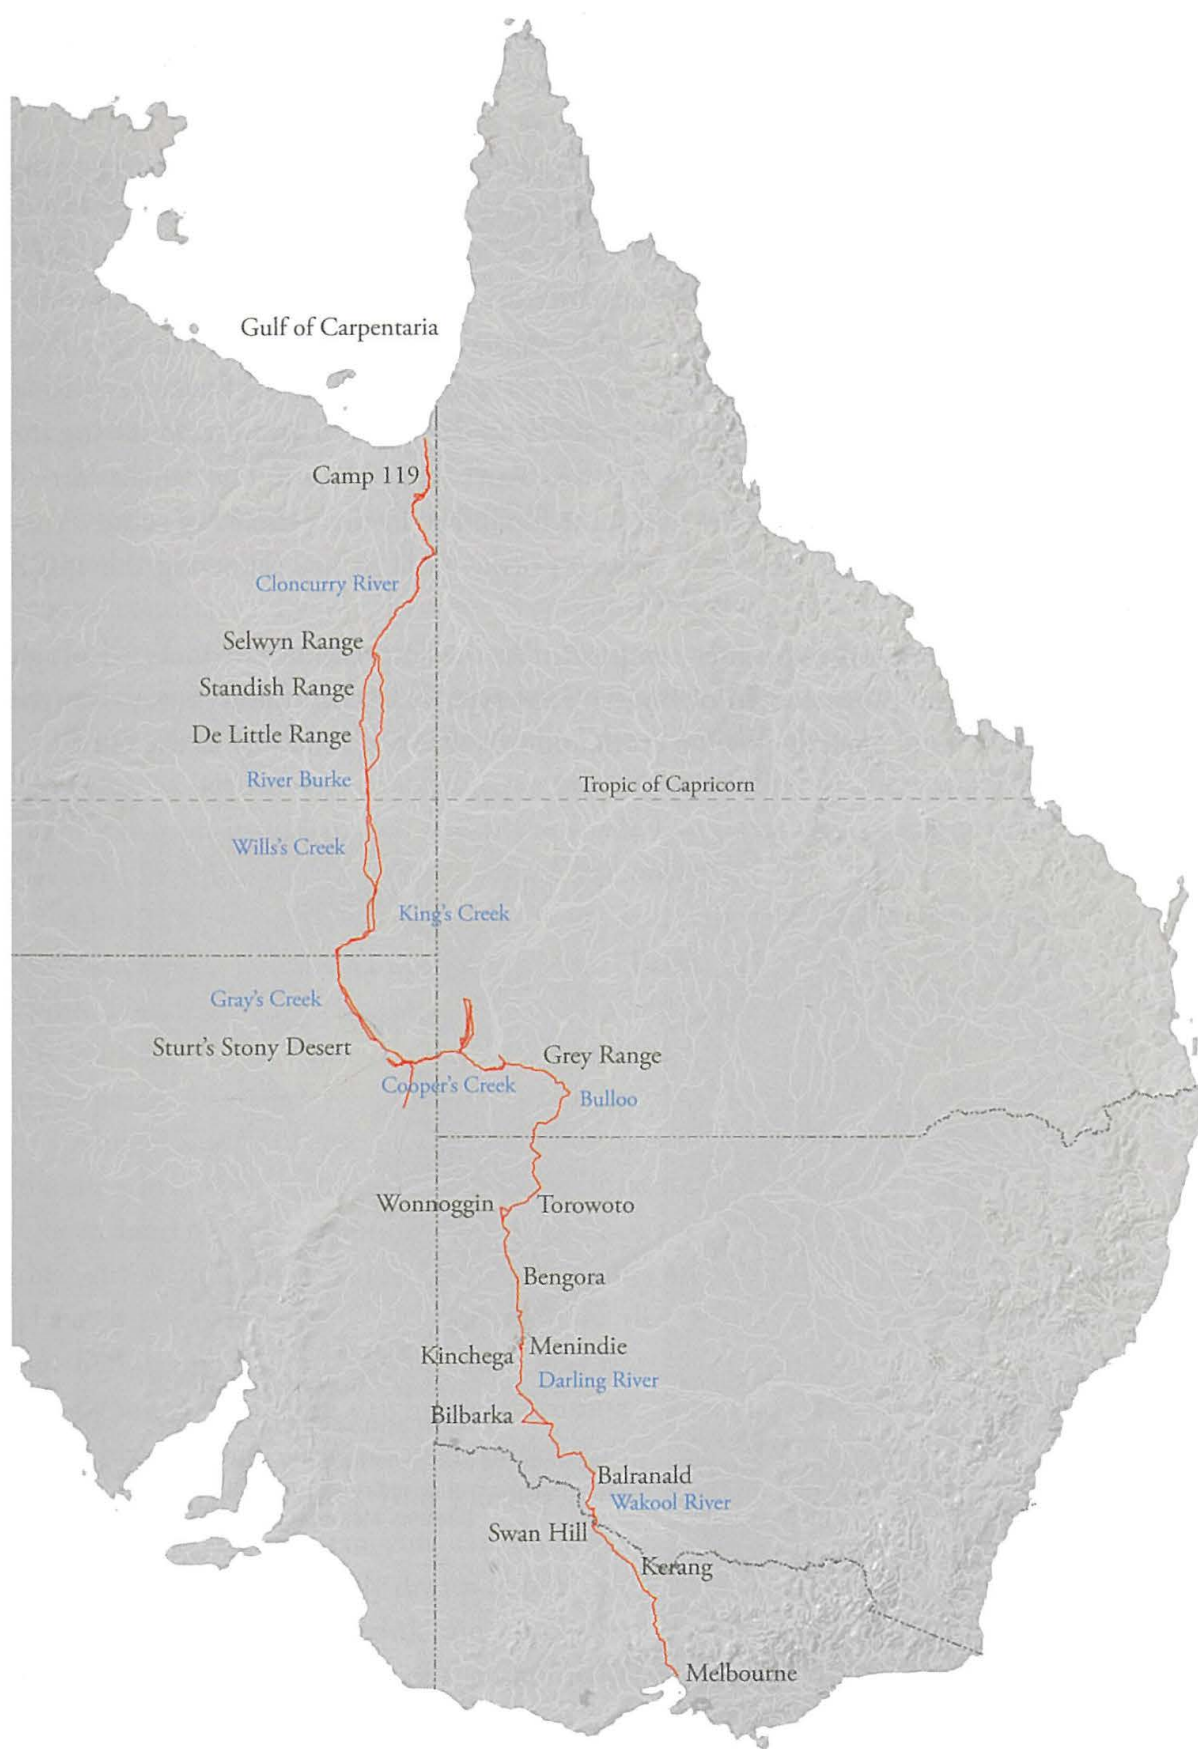 Gulf of Carpentaria
Camp 119
Cloncurry River
Selwyn Range
Standish Range
De Little Range
River Burke
Tropic of Capricorn
Wills's Creek
King's Creek
Gray's Creek
Sturt's Stony Desert
Grey Range
Cooper's Creek
Bulloo
Wonnoggin
Torowoto
Bengora
Menindie
Kinchega
Darling River
Bilbarka
Balranald
Wakool River
Swan Hill
Kerang
Melbourne